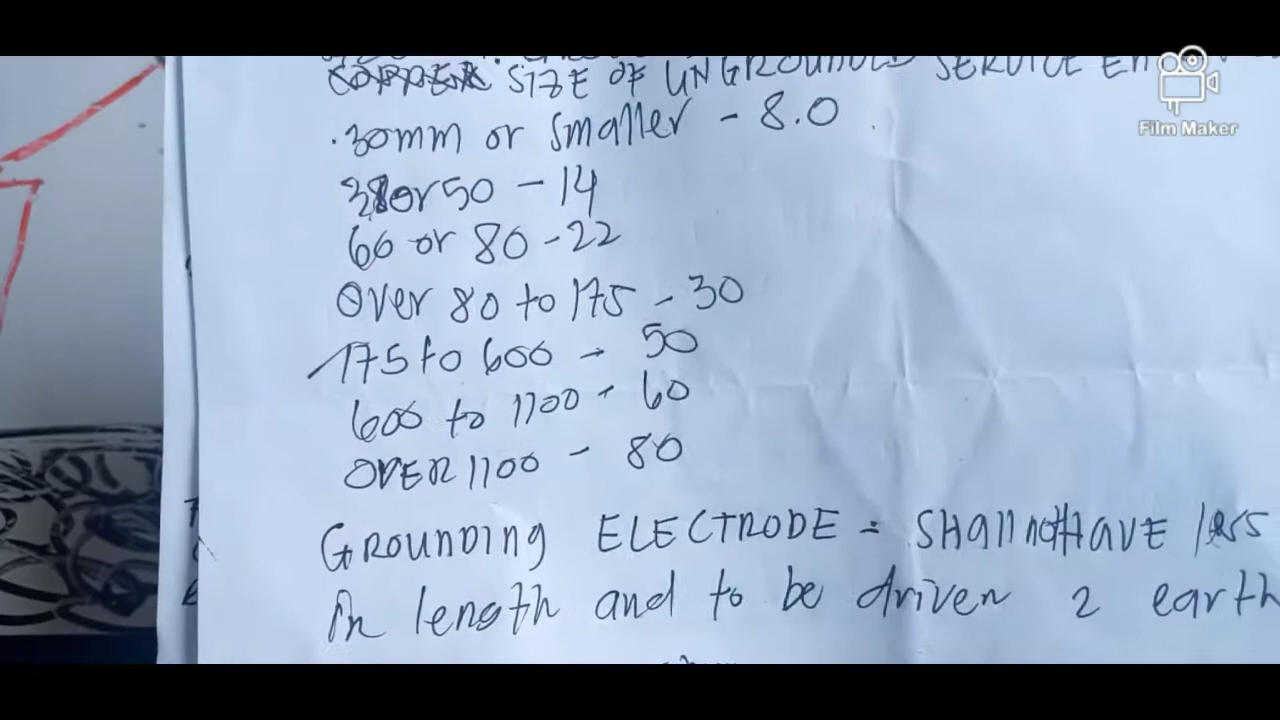 SIZE OF UNGROUNDED SERVICE
.30mm or smaller - 8.0
38or 50 - 14
60 or 80 - 22
Over 80 to 175 - 30
175 to 600 - 50
600 to 1100 - 60
OVER 1100 - 80
GROUNDING ELECTRODE = SHall not HAVE less
In length and to be driven 2 earth
Film Maker